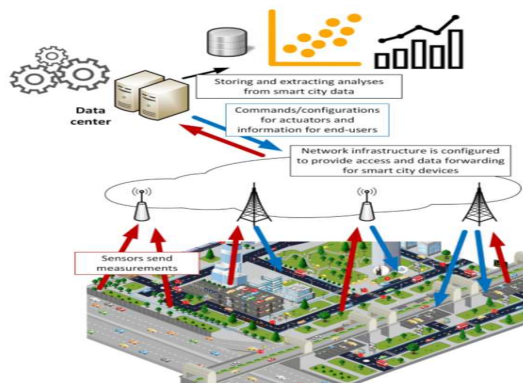 Storing and extracting analyses
from smart city data
Data
center
Commands/configurations
for actuators and
information for end-users
Network infrastructure is configured
to provide access and data forwarding
for smart city devices
Sensors send
measurements